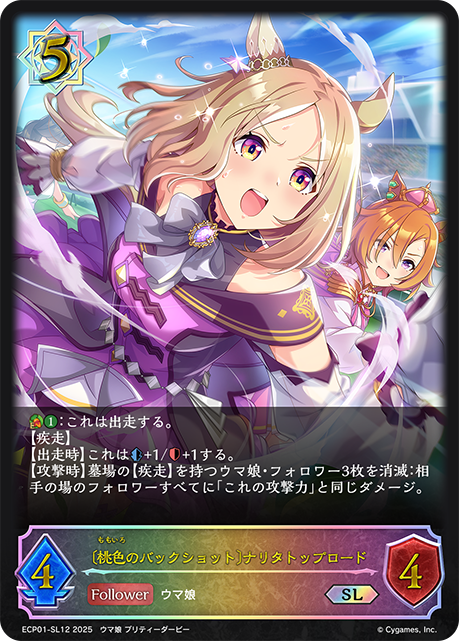 5
1:これは出走する。
【疾走】
【出走時】これは+1/+1する。
【攻撃時】墓場の【疾走】を持つウマ娘・フォロワー3枚を消滅:相
手の場のフォロワーすべてに「これの攻撃力」と同じダメージ。
ももいろ
〔桃色のバックショット〕ナリタトップロード
4
Follower ウマ娘
SL
4
ECP01-SL12 2025 ウマ娘 プリティーダービー
© Cygames, Inc.